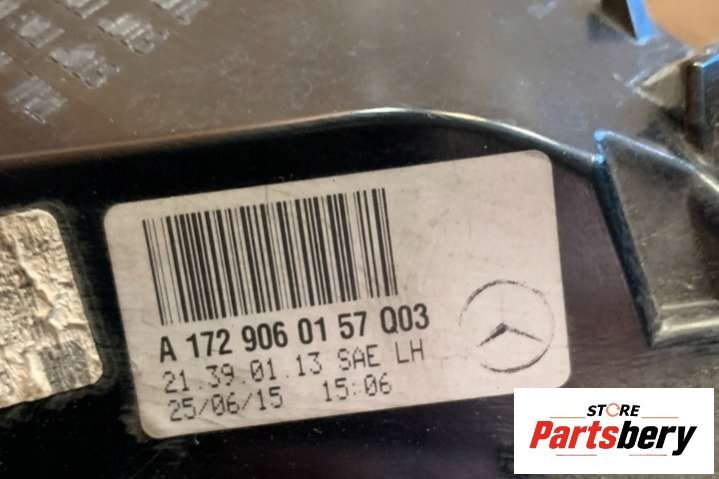 A 172 906 01 57 Q03
21.39.01.13 SAE LH
25/06/15 15:06
STORE
Partsbery